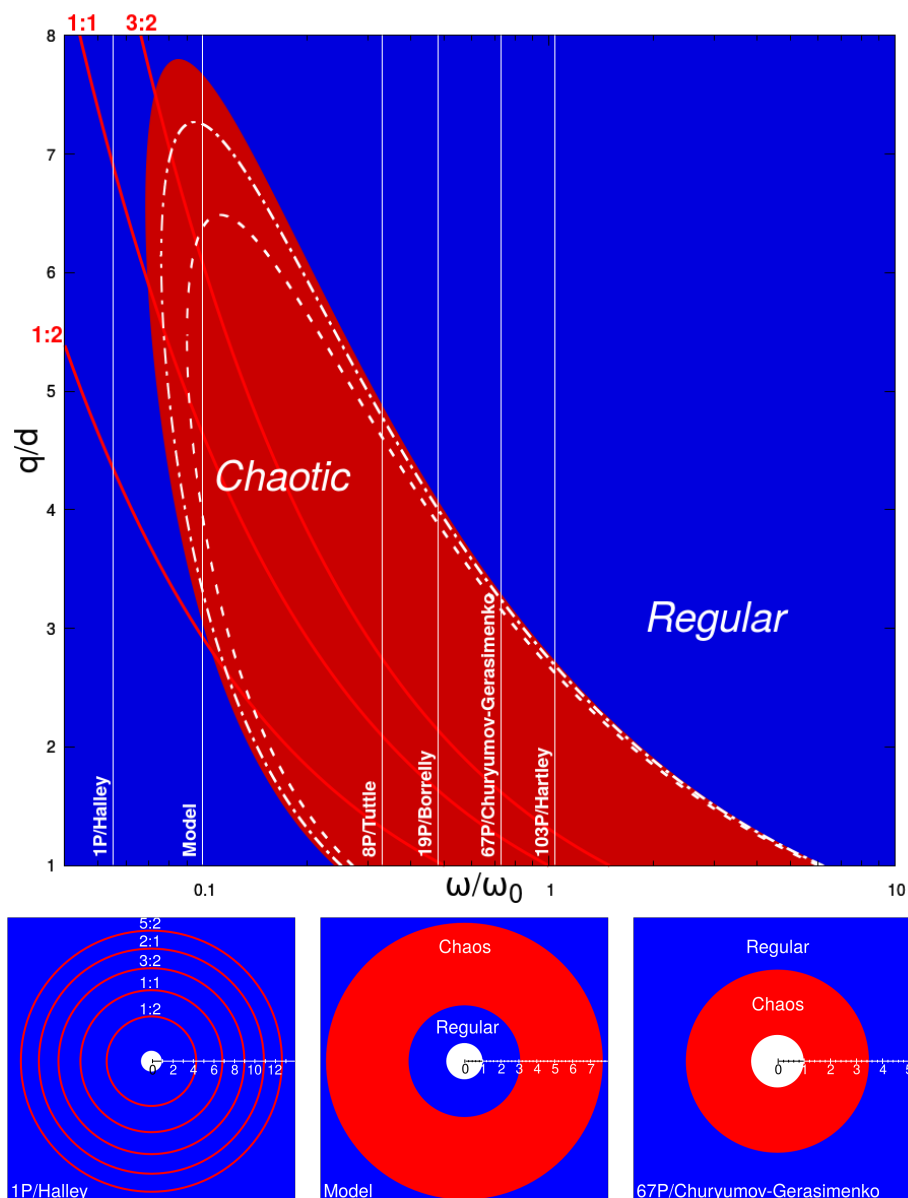 1:1 3:2
8
7
6
1:2
5
q/d
Chaotic
4
3
Regular
2
1P/Halley
Model
8P/Tuttle
19P/Borrelly
67P/Churyumov-Gerasimenko
103P/Hartley
1
0.1 ω/ω0 1 10
5:2
2:1
3:2
1:1
1:2
0 2 4 6 8 10 12
1P/Halley
Chaos
Regular
0 1 2 3 4 5 6 7
Model
Regular
Chaos
0 1 2 3 4 5
67P/Churyumov-Gerasimenko